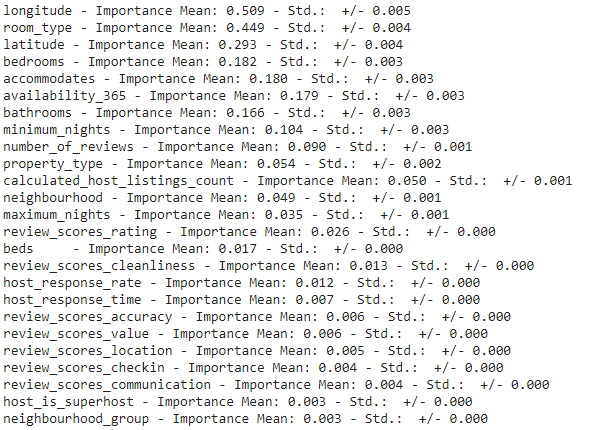 longitude - Importance Mean: 0.509 - Std.:  +/- 0.005
room_type - Importance Mean: 0.449 - Std.:  +/- 0.004
latitude - Importance Mean: 0.293 - Std.:  +/- 0.004
bedrooms - Importance Mean: 0.182 - Std.:  +/- 0.003
accommodates - Importance Mean: 0.180 - Std.:  +/- 0.003
availability_365 - Importance Mean: 0.179 - Std.:  +/- 0.003
bathrooms - Importance Mean: 0.166 - Std.:  +/- 0.003
minimum_nights - Importance Mean: 0.104 - Std.:  +/- 0.003
number_of_reviews - Importance Mean: 0.090 - Std.:  +/- 0.001
property_type - Importance Mean: 0.054 - Std.:  +/- 0.002
calculated_host_listings_count - Importance Mean: 0.050 - Std.:  +/- 0.001
neighbourhood - Importance Mean: 0.049 - Std.:  +/- 0.001
maximum_nights - Importance Mean: 0.035 - Std.:  +/- 0.001
review_scores_rating - Importance Mean: 0.026 - Std.:  +/- 0.000
beds     - Importance Mean: 0.017 - Std.:  +/- 0.000
review_scores_cleanliness - Importance Mean: 0.013 - Std.:  +/- 0.000
host_response_rate - Importance Mean: 0.012 - Std.:  +/- 0.000
host_response_time - Importance Mean: 0.007 - Std.:  +/- 0.000
review_scores_accuracy - Importance Mean: 0.006 - Std.:  +/- 0.000
review_scores_value - Importance Mean: 0.006 - Std.:  +/- 0.000
review_scores_location - Importance Mean: 0.005 - Std.:  +/- 0.000
review_scores_checkin - Importance Mean: 0.004 - Std.:  +/- 0.000
review_scores_communication - Importance Mean: 0.004 - Std.:  +/- 0.000
host_is_superhost - Importance Mean: 0.003 - Std.:  +/- 0.000
neighbourhood_group - Importance Mean: 0.003 - Std.:  +/- 0.000